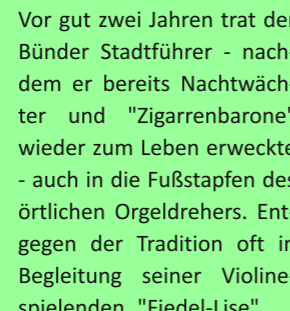 Vor gut zwei Jahren trat der
Bünder Stadtführer - nach-
dem er bereits Nachtwäch-
ter und "Zigarrenbarone"
wieder zum Leben erweckte
- auch in die Fußstapfen des
örtlichen Orgeldrehers. Ent-
gegen der Tradition oft in
Begleitung seiner Violine-
spielenden "Fiedel-Lise"